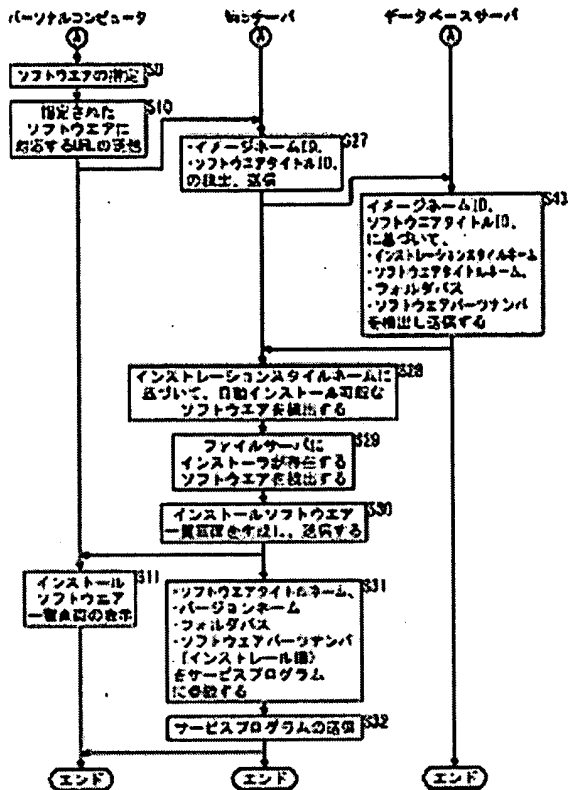 パーソナルコンピュータ
Webサーバ
データベースサーバ
A
A
A
ソフトウエアの指定
指定された
ソフトウエアに
対応するURLの送信
S10
・イメージネームID、
・ソフトウエアタイトルID、
の検出、送信
S27
イメージネームID、
ソフトウエアタイトルID、
に基づいて、
・インストレーションスタイルネーム
・ソフトウエアタイトルネーム、
・フォルダパス
・ソフトウエアパーツナンバ
を検出し送信する
S43
インストレーションスタイルネームに
基づいて、自動インストール可能な
ソフトウエアを検出する
S28
ファイルサーバに
インストーラが存在する
ソフトウエアを検出する
S29
インストールソフトウエア
一覧画面を生成し、送信する
S30
インストール
ソフトウエア
一覧画面の表示
S11
・ソフトウエアタイトルネーム、
・バージョンネーム
・フォルダパス
・ソフトウエアパーツナンバ
をサービスプログラム
に
する
S31
サービスプログラムの送信
S32
エンド
エンド
エンド